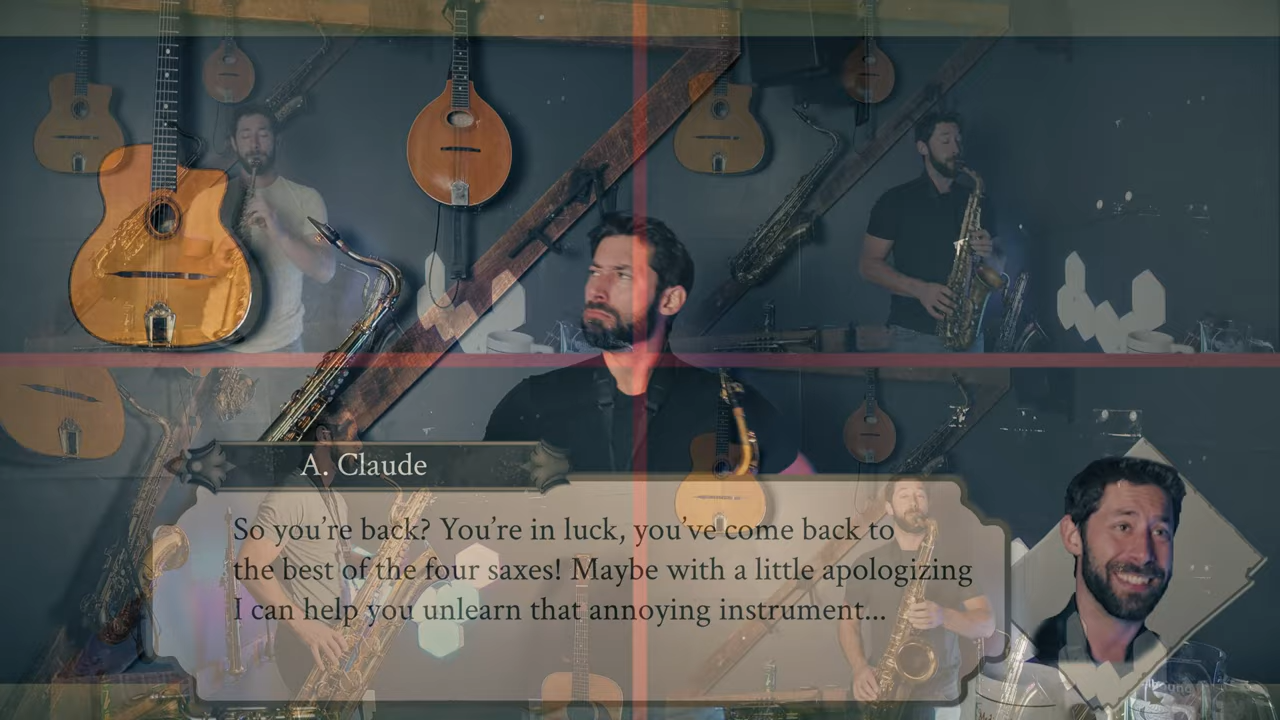 A. Claude
So you're back? You're in luck, you've come back to
the best of the four saxes! Maybe with a little apologizing
I can help you unlearn that annoying instrument...